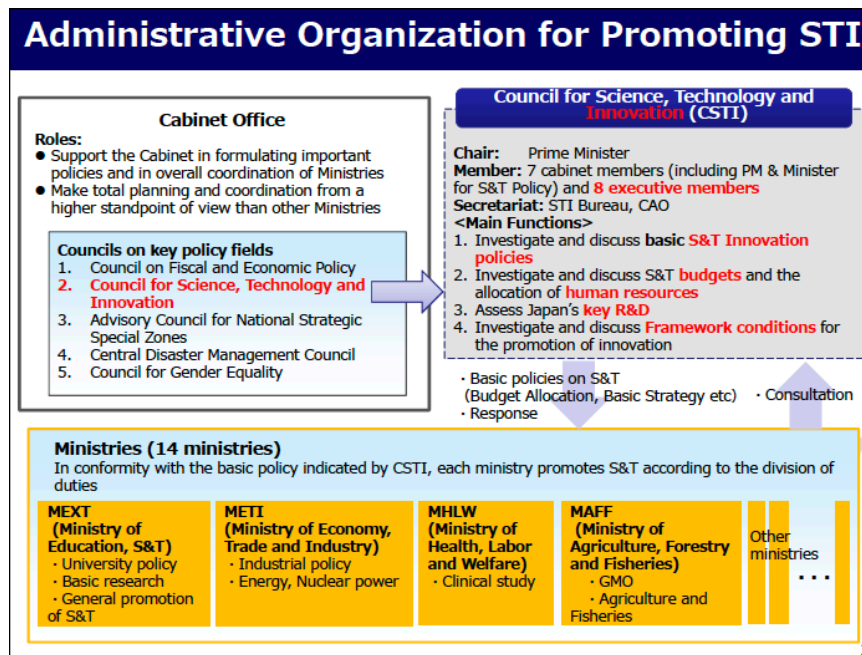 Administrative Organization for Promoting STI
Cabinet Office
Roles:
● Support the Cabinet in formulating important
policies and in overall coordination of Ministries
● Make total planning and coordination from a
higher standpoint of view than other Ministries
Councils on key policy fields
1. Council on Fiscal and Economic Policy
2. Council for Science, Technology and
Innovation
3. Advisory Council for National Strategic
Special Zones
4. Central Disaster Management Council
5. Council for Gender Equality
Council for Science, Technology and
Innovation (CSTI)
Chair: Prime Minister
Member: 7 cabinet members (including PM & Minister
for S&T Policy) and 8 executive members
Secretariat: STI Bureau, CAO
<Main Functions>
1. Investigate and discuss basic S&T Innovation
policies
2. Investigate and discuss S&T budgets and the
allocation of human resources
3. Assess Japan's key R&D
4. Investigate and discuss Framework conditions for
the promotion of innovation
・Basic policies on S&T
(Budget Allocation, Basic Strategy etc)
・Response
・Consultation
Ministries (14 ministries)
In conformity with the basic policy indicated by CSTI, each ministry promotes S&T according to the division of
duties
MEXT
(Ministry of
Education, S&T)
・University policy
・Basic research
・General promotion
of S&T
METI
(Ministry of Economy,
Trade and Industry)
・Industrial policy
・Energy, Nuclear power
MHLW
(Ministry of
Health, Labor
and Welfare)
・Clinical study
MAFF
(Ministry of
Agriculture, Forestry
and Fisheries)
・GMO
・Agriculture and
Fisheries
Other
ministries
...